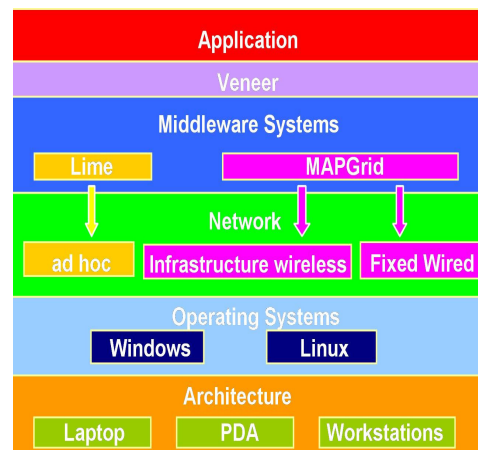 Application
Veneer
Middleware Systems
Lime MAPGrid
Network
ad hoc Infrastructure wireless Fixed Wired
Operating Systems
Windows Linux
Architecture
Laptop PDA Workstations